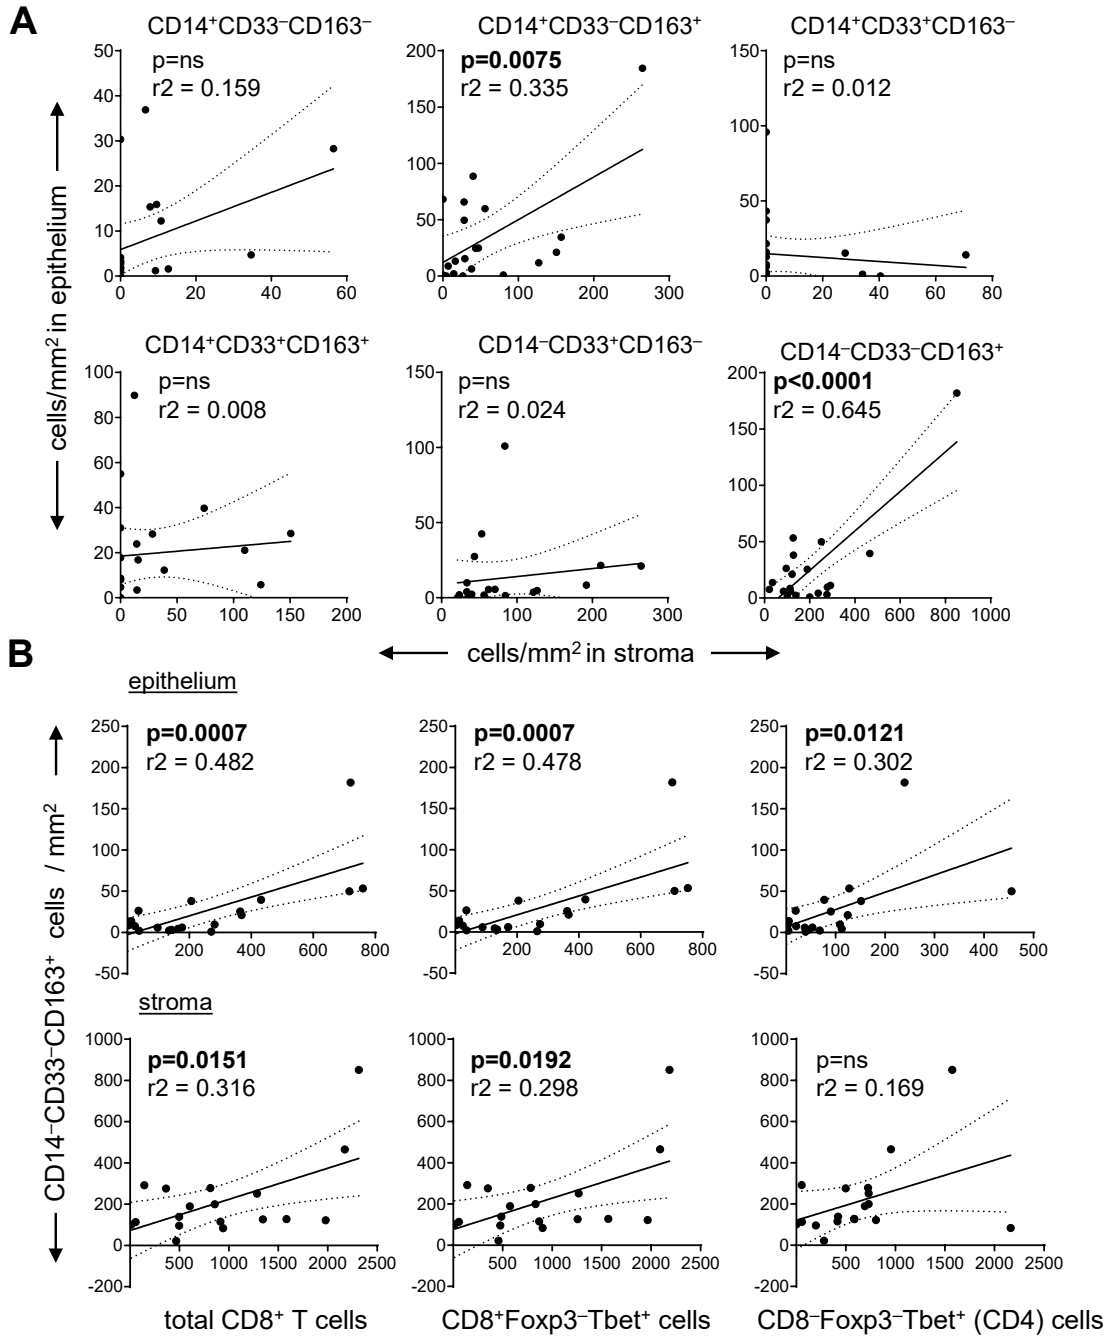 A
CD14⁺CD33⁻CD163⁻
CD14⁺CD33⁻CD163⁺
CD14⁺CD33⁺CD163⁻
p=ns
r2 = 0.159
50
40
30
20
10
0
0 20 40 60
p=0.0075
r2 = 0.335
200
150
100
50
0
0 100 200 300
p=ns
r2 = 0.012
150
100
50
0
0 20 40 60 80
cells/mm² in epithelium
CD14⁺CD33⁺CD163⁺
CD14⁻CD33⁺CD163⁻
CD14⁻CD33⁻CD163⁺
p=ns
r2 = 0.008
100
80
60
40
20
0
0 50 100 150 200
p=ns
r2 = 0.024
150
100
50
0
0 100 200 300
p<0.0001
r2 = 0.645
200
150
100
50
0
0 200 400 600 800 1000
cells/mm² in stroma
B
epithelium
p=0.0007
r2 = 0.482
250
200
150
100
50
0
-50
200 400 600 800
p=0.0007
r2 = 0.478
250
200
150
100
50
0
-50
200 400 600 800
p=0.0121
r2 = 0.302
250
200
150
100
50
0
-50
100 200 300 400 500
CD14⁻CD33⁻CD163⁺ cells / mm²
stroma
p=0.0151
r2 = 0.316
1000
800
600
400
200
0
-200
500 1000 1500 2000 2500
p=0.0192
r2 = 0.298
1000
800
600
400
200
0
-200
500 1000 1500 2000 2500
p=ns
r2 = 0.169
1000
800
600
400
200
0
-200
500 1000 1500 2000 2500
total CD8⁺ T cells
CD8⁺Foxp3⁻Tbet⁺ cells
CD8⁻Foxp3⁻Tbet⁺ (CD4) cells